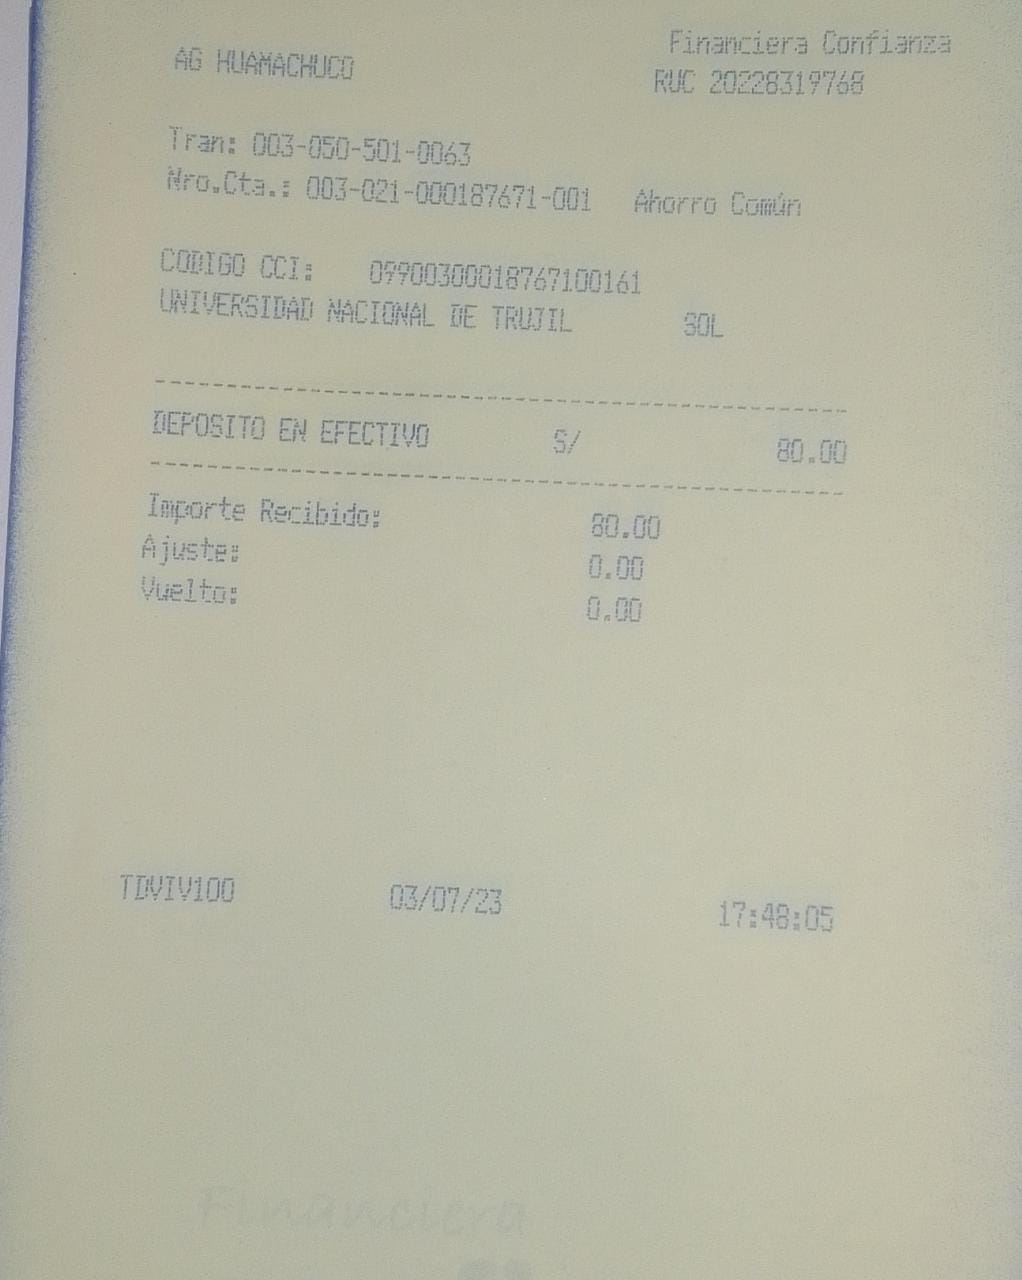 AG HUAMACHUCO Financiera Confianza
RUC 20228319768
Tran: 003-050-501-0063
Nro.Cta.: 003-021-000187671-001 Ahorro Común
CODIGO CCI: 09900300018767100161
UNIVERSIDAD NACIONAL DE TRUJIL SOL
DEPOSITO EN EFECTIVO S/ 80.00
Importe Recibido: 80.00
Ajuste: 0.00
Vuelto: 0.00
TDVIV100 03/07/23 17:48:05
Financiera